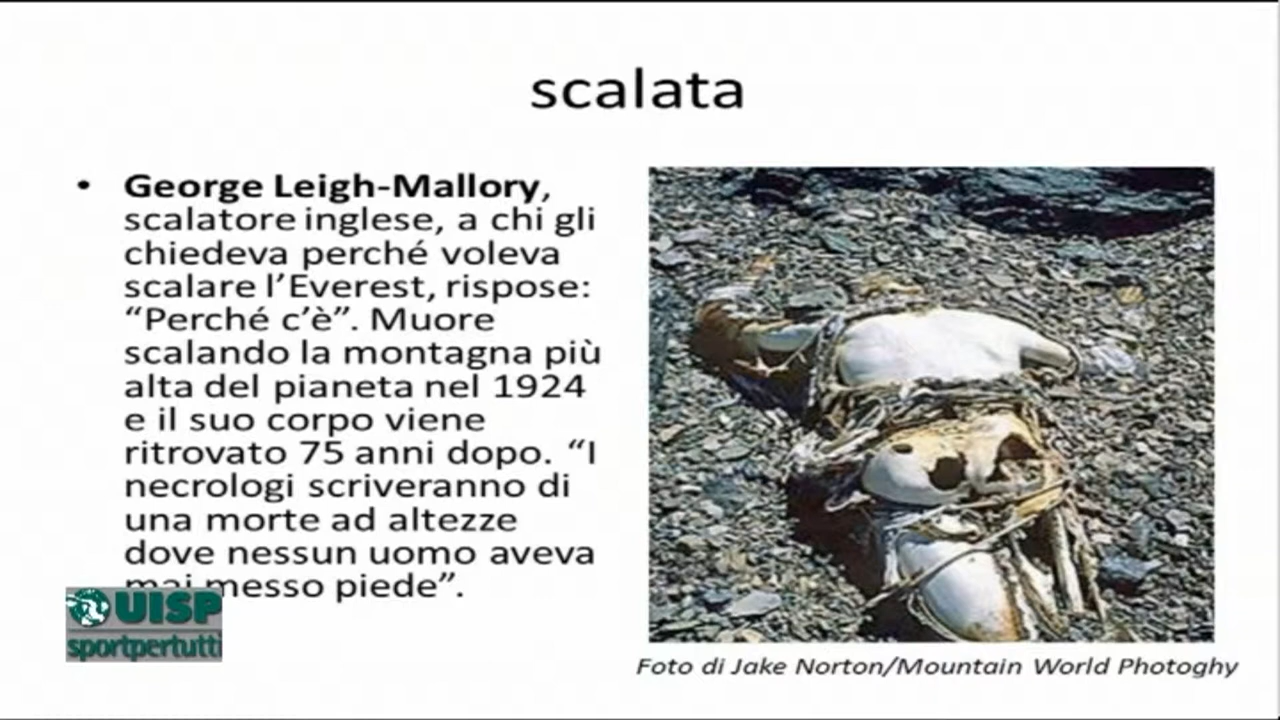 scalata
• George Leigh-Mallory,
scalatore inglese, a chi gli
chiedeva perché voleva
scalare l’Everest, rispose:
“Perché c’è”. Muore
scalando la montagna più
alta del pianeta nel 1924
e il suo corpo viene
ritrovato 75 anni dopo. “I
necrologi scriveranno di
una morte ad altezze
dove nessun uomo aveva
mai messo piede”.
UISP
sportpertutti
Foto di Jake Norton/Mountain World Photoghy